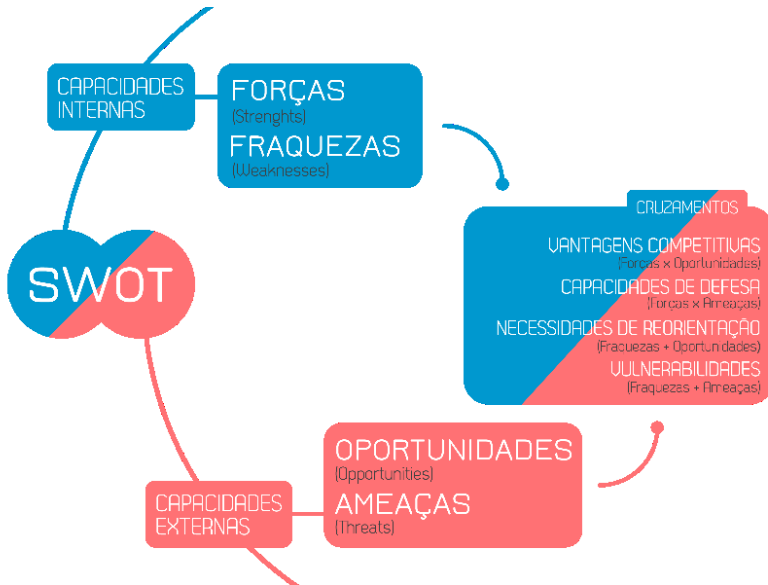 CAPACIDADES
INTERNAS
FORÇAS
(Strenghts)
FRAQUEZAS
(Weaknesses)
SWOT
CRUZAMENTOS
VANTAGENS COMPETITIVAS
(Forças x Oportunidades)
CAPACIDADES DE DEFESA
(Forças x Ameaças)
NECESSIDADES DE REORIENTAÇÃO
(Fraquezas + Oportunidades)
VULNERABILIDADES
(Fraquezas + Ameaças)
OPORTUNIDADES
(Opportunities)
AMEAÇAS
(Threats)
CAPACIDADES
EXTERNAS